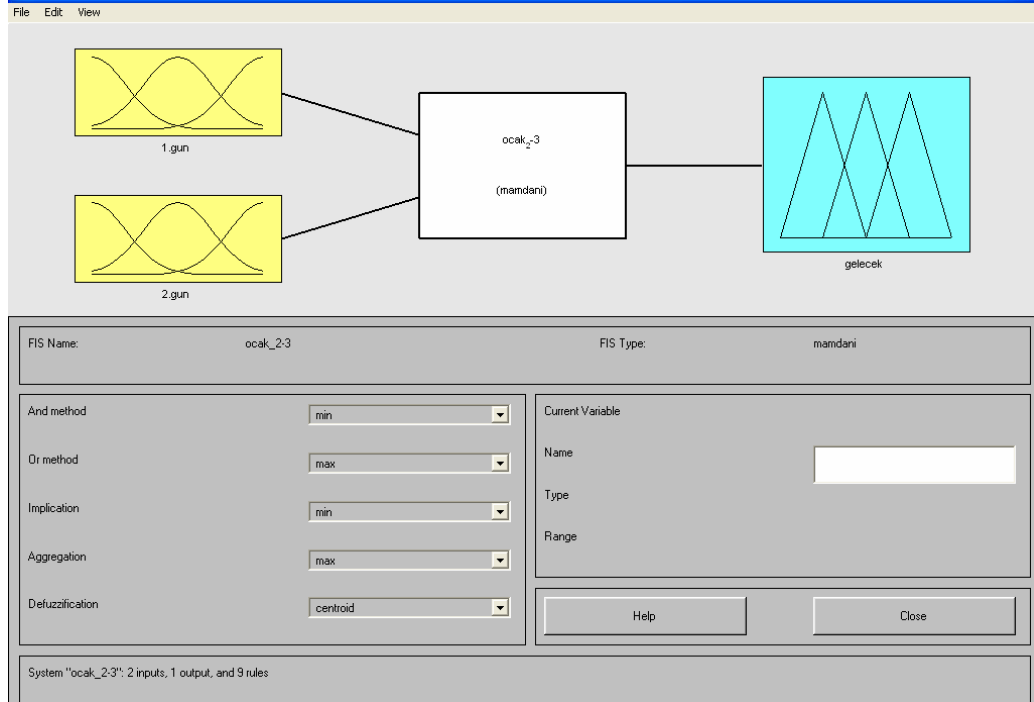 File Edit View
1.gun
ocak₂-3
(mamdani)
gelecek
2.gun
FIS Name: ocak_2-3 FIS Type: mamdani
And method min
Or method max
Implication min
Aggregation max
Defuzzification centroid
Current Variable
Name
Type
Range
Help Close
System "ocak_2-3": 2 inputs, 1 output, and 9 rules